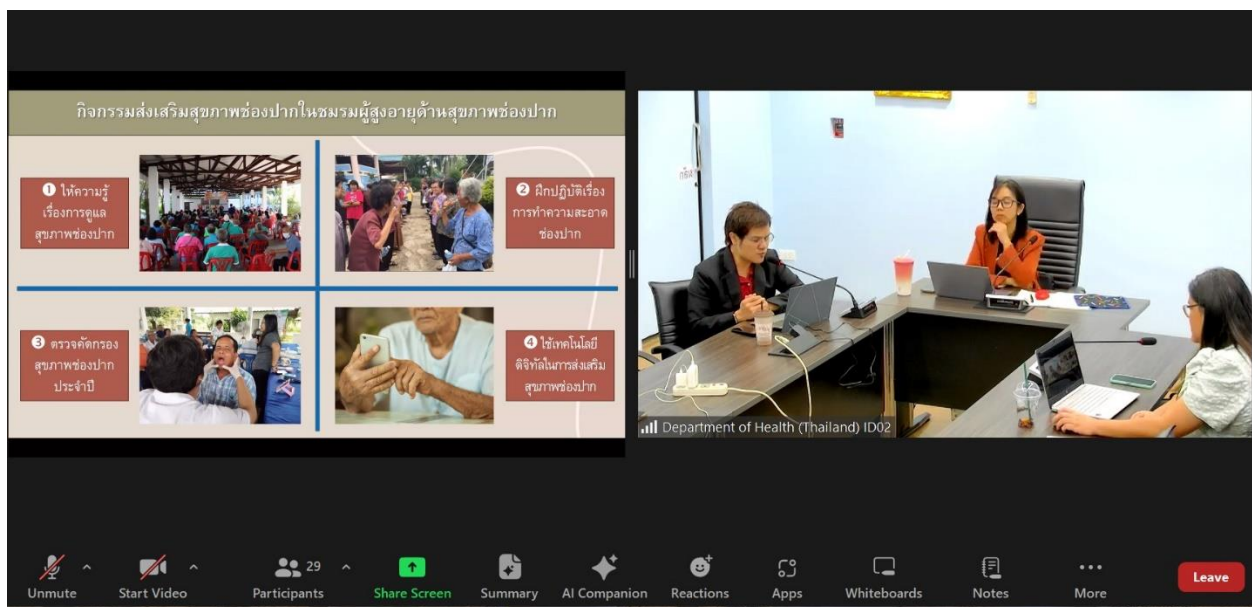 กิจกรรมส่งเสริมสุขภาพช่องปากในชมรมผู้สูงอายุด้านสุขภาพช่องปาก
❶ ให้ความรู้
เรื่องการดูแล
สุขภาพช่องปาก
❷ ฝึกปฏิบัติเรื่อง
การทำความสะอาด
ช่องปาก
❸ ตรวจคัดกรอง
สุขภาพช่องปาก
ประจำปี
❹ ใช้เทคโนโลยี
ดิจิทัลในการส่งเสริม
สุขภาพช่องปาก
Department of Health (Thailand) ID02
Unmute
Start Video
29
Participants
Share Screen
Summary
AI Companion
Reactions
Apps
Whiteboards
Notes
More
Leave